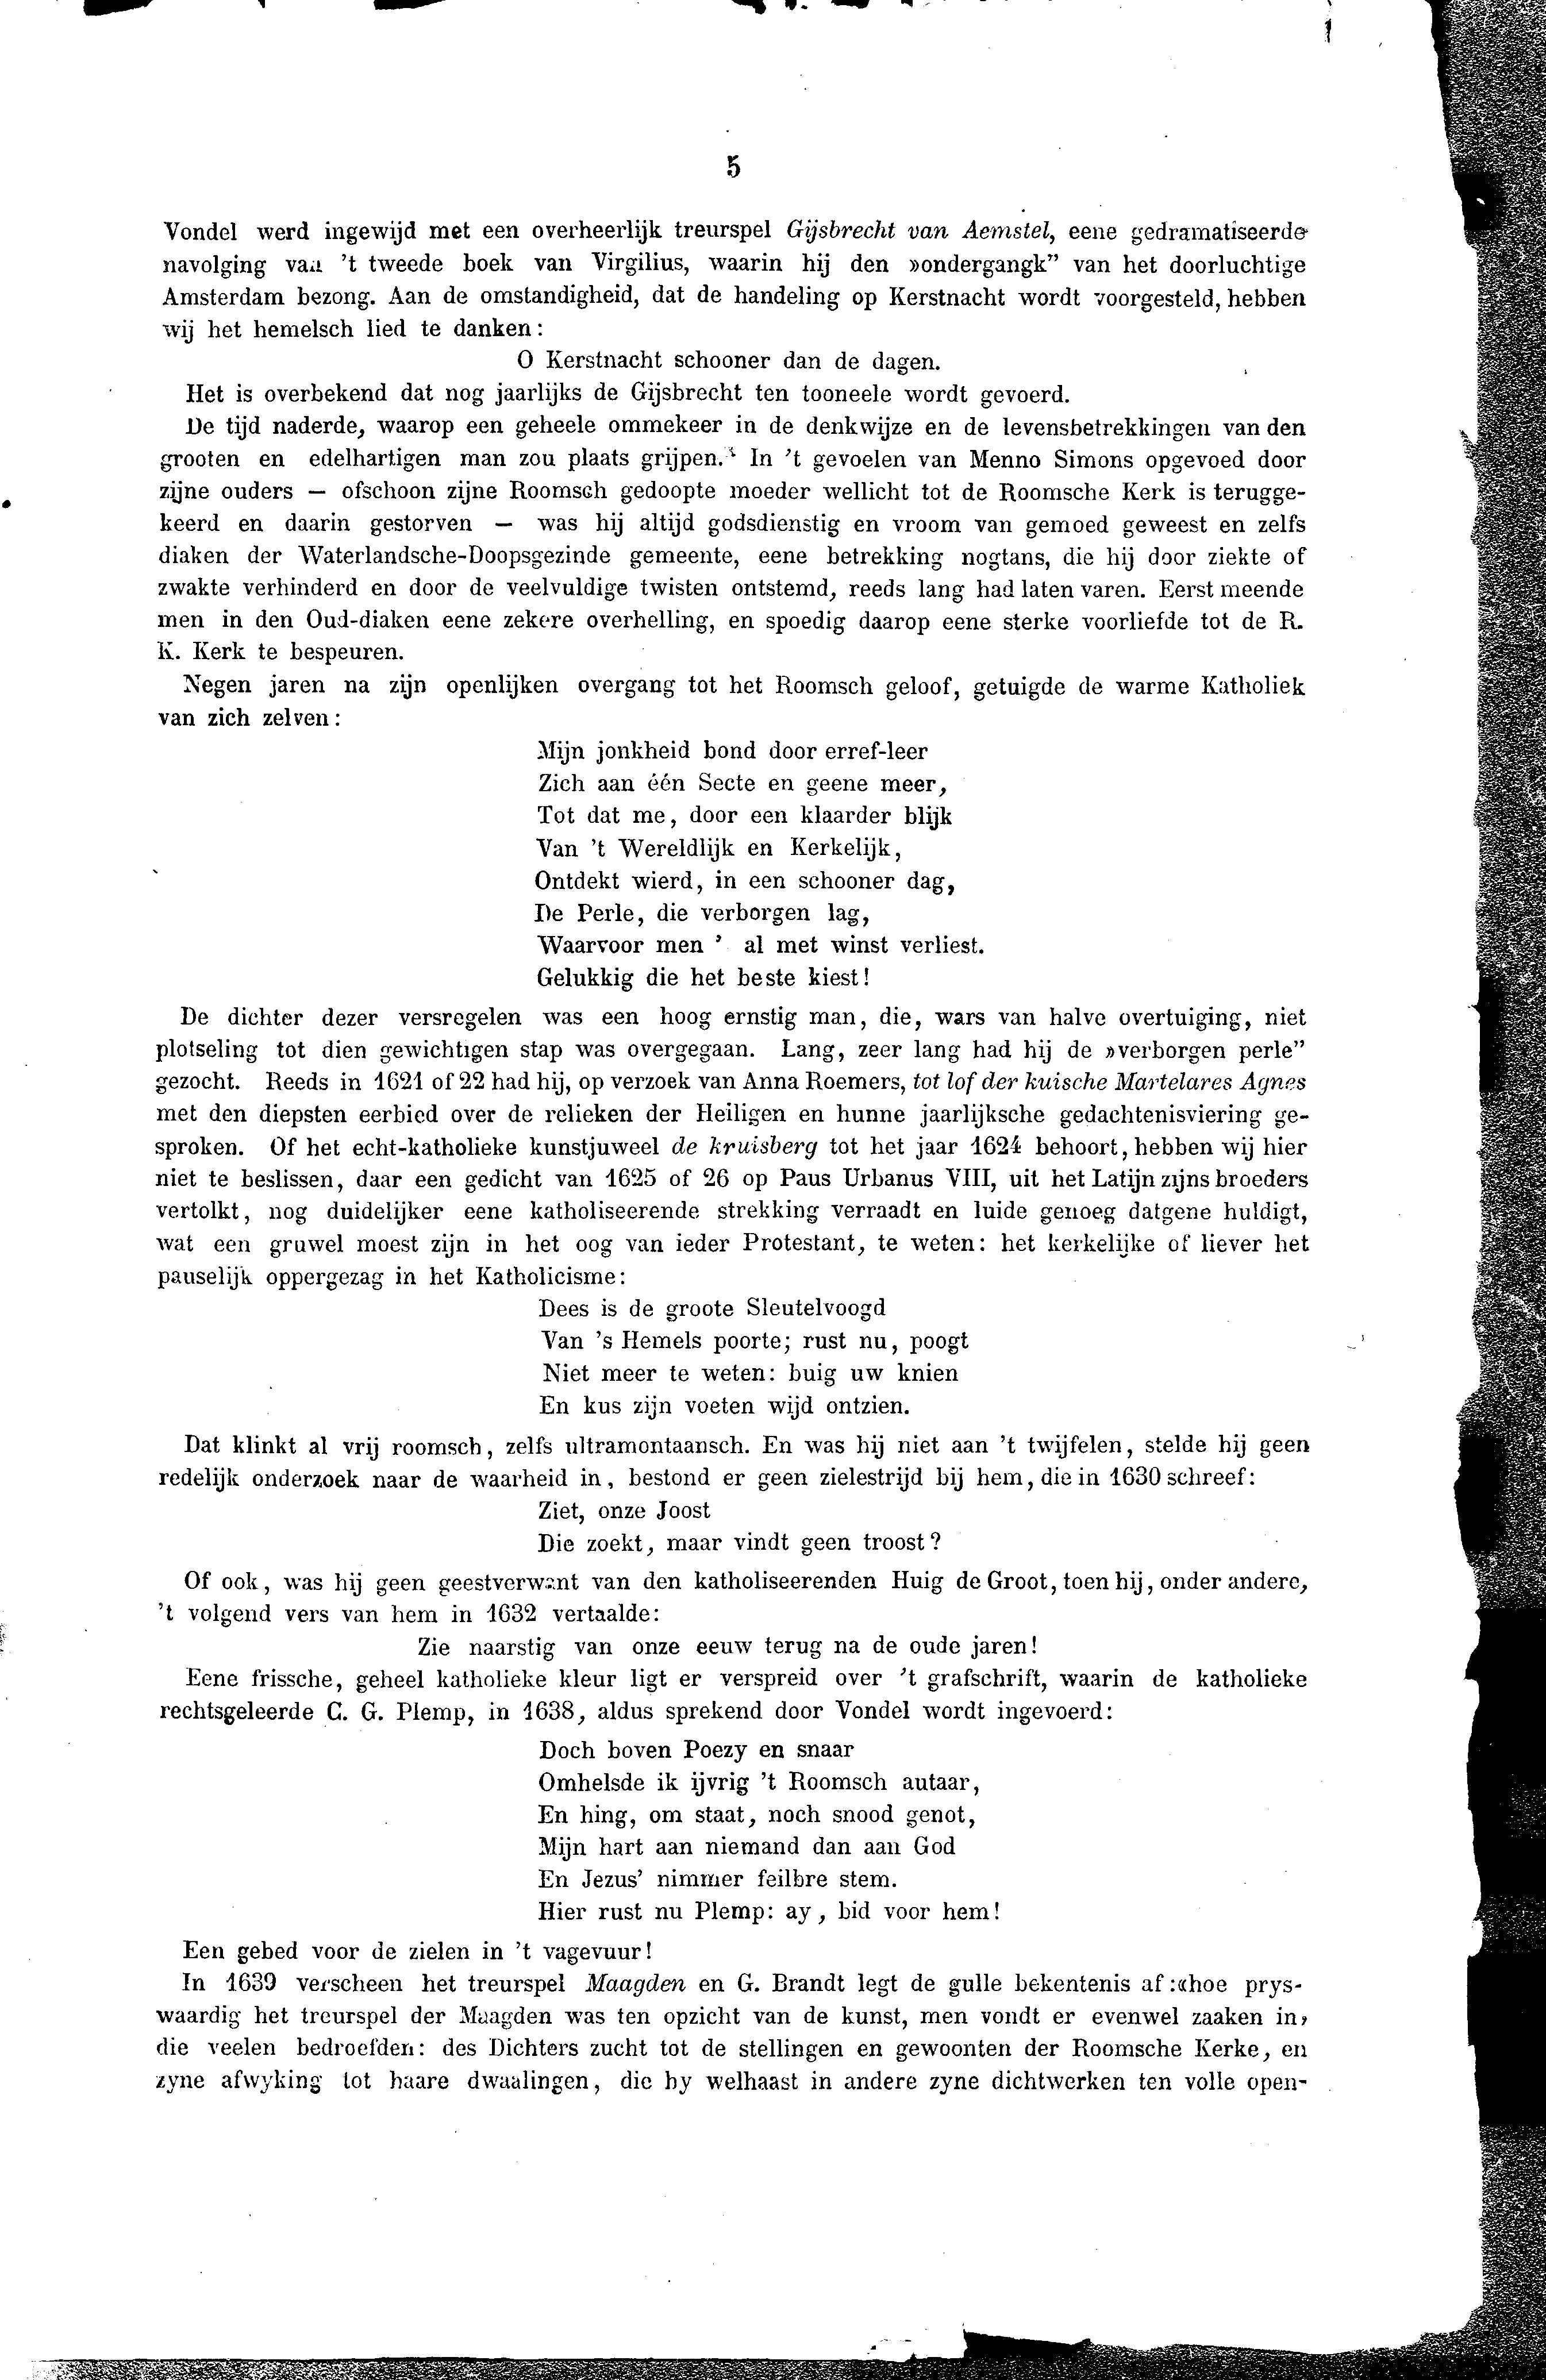 5
Vondel werd ingewijd met een overheerlijk treurspel Gijsbrecht van Aemstel, eene gedramatiseerde
navolging van 't tweede boek van Virgilius, waarin hij den »ondergangk” van het doorluchtige
Amsterdam bezong. Aan de omstandigheid, dat de handeling op Kerstnacht wordt voorgesteld, hebben
wij het hemelsch lied te danken:
O Kerstnacht schooner dan de dagen.
Het is overbekend dat nog jaarlijks de Gijsbrecht ten tooneele wordt gevoerd.
De tijd naderde, waarop een geheele ommekeer in de denkwijze en de levensbetrekkingen van den
grooten en edelhartigen man zou plaats grijpen. In 't gevoelen van Menno Simons opgevoed door
zijne ouders — ofschoon zijne Roomsch gedoopte moeder wellicht tot de Roomsche Kerk is terugge-
keerd en daarin gestorven — was hij altijd godsdienstig en vroom van gemoed geweest en zelfs
diaken der Waterlandsche-Doopsgezinde gemeente, eene betrekking nogtans, die hij door ziekte of
zwakte verhinderd en door de veelvuldige twisten ontstemd, reeds lang had laten varen. Eerst meende
men in den Oud-diaken eene zekere overhelling, en spoedig daarop eene sterke voorliefde tot de R.
K. Kerk te bespeuren.
Negen jaren na zijn openlijken overgang tot het Roomsch geloof, getuigde de warme Katholiek
van zich zelven:
Mijn jonkheid bond door erref-leer
Zich aan één Secte en geene meer,
Tot dat me, door een klaarder blijk
Van 't Wereldlijk en Kerkelijk,
Ontdekt wierd, in een schooner dag,
De Perle, die verborgen lag,
Waarvoor men ' al met winst verliest.
Gelukkig die het beste kiest!
De dichter dezer versregelen was een hoog ernstig man, die, wars van halve overtuiging, niet
plotseling tot dien gewichtigen stap was overgegaan. Lang, zeer lang had hij de »verborgen perle”
gezocht. Reeds in 1621 of 22 had hij, op verzoek van Anna Roemers, tot lof der kuische Martelares Agnes
met den diepsten eerbied over de relieken der Heiligen en hunne jaarlijksche gedachtenisviering ge-
sproken. Of het echt-katholieke kunstjuweel de kruisberg tot het jaar 1624 behoort, hebben wij hier
niet te beslissen, daar een gedicht van 1625 of 26 op Paus Urbanus VIII, uit het Latijn zijns broeders
vertolkt, nog duidelijker eene katholiseerende strekking verraadt en luide genoeg datgene huldigt,
wat een gruwel moest zijn in het oog van ieder Protestant, te weten: het kerkelijke of liever het
pauselijk oppergezag in het Katholicisme:
Dees is de groote Sleutelvoogd
Van 's Hemels poorte; rust nu, poogt
Niet meer te weten: buig uw knien
En kus zijn voeten wijd ontzien.
Dat klinkt al vrij roomsch, zelfs ultramontaansch. En was hij niet aan 't twijfelen, stelde hij geen
redelijk onderzoek naar de waarheid in, bestond er geen zielestrijd bij hem, die in 1630 schreef:
Ziet, onze Joost
Die zoekt, maar vindt geen troost?
Of ook, was hij geen geestverwant van den katholiseerenden Huig de Groot, toen hij, onder andere,
't volgend vers van hem in 1632 vertaalde:
Zie naarstig van onze eeuw terug na de oude jaren!
Eene frissche, geheel katholieke kleur ligt er verspreid over 't grafschrift, waarin de katholieke
rechtsgeleerde C. G. Plemp, in 1638, aldus sprekend door Vondel wordt ingevoerd:
Doch boven Poezy en snaar
Omhelsde ik ijvrig 't Roomsch autaar,
En hing, om staat, noch snood genot,
Mijn hart aan niemand dan aan God
En Jezus' nimmer feilbre stem.
Hier rust nu Plemp: ay, bid voor hem!
Een gebed voor de zielen in 't vagevuur!
In 1639 verscheen het treurspel Maagden en G. Brandt legt de gulle bekentenis af:«hoe prys-
waardig het treurspel der Maagden was ten opzicht van de kunst, men vondt er evenwel zaaken in,
die veelen bedroefden: des Dichters zucht tot de stellingen en gewoonten der Roomsche Kerke, en
zyne afwyking tot haare dwaalingen, die hy welhaast in andere zyne dichtwerken ten volle open-